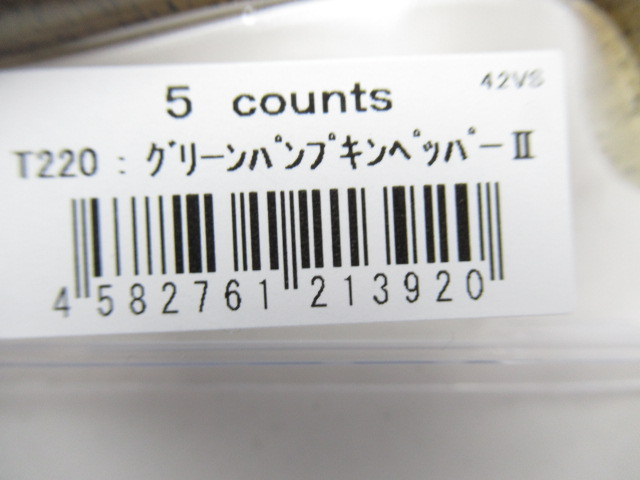 42VS
5 counts
T220 : ｸﾞﾘｰﾝﾊﾟﾝﾌﾟｷﾝﾍﾟｯﾊﾟｰⅡ
4 582761 213920